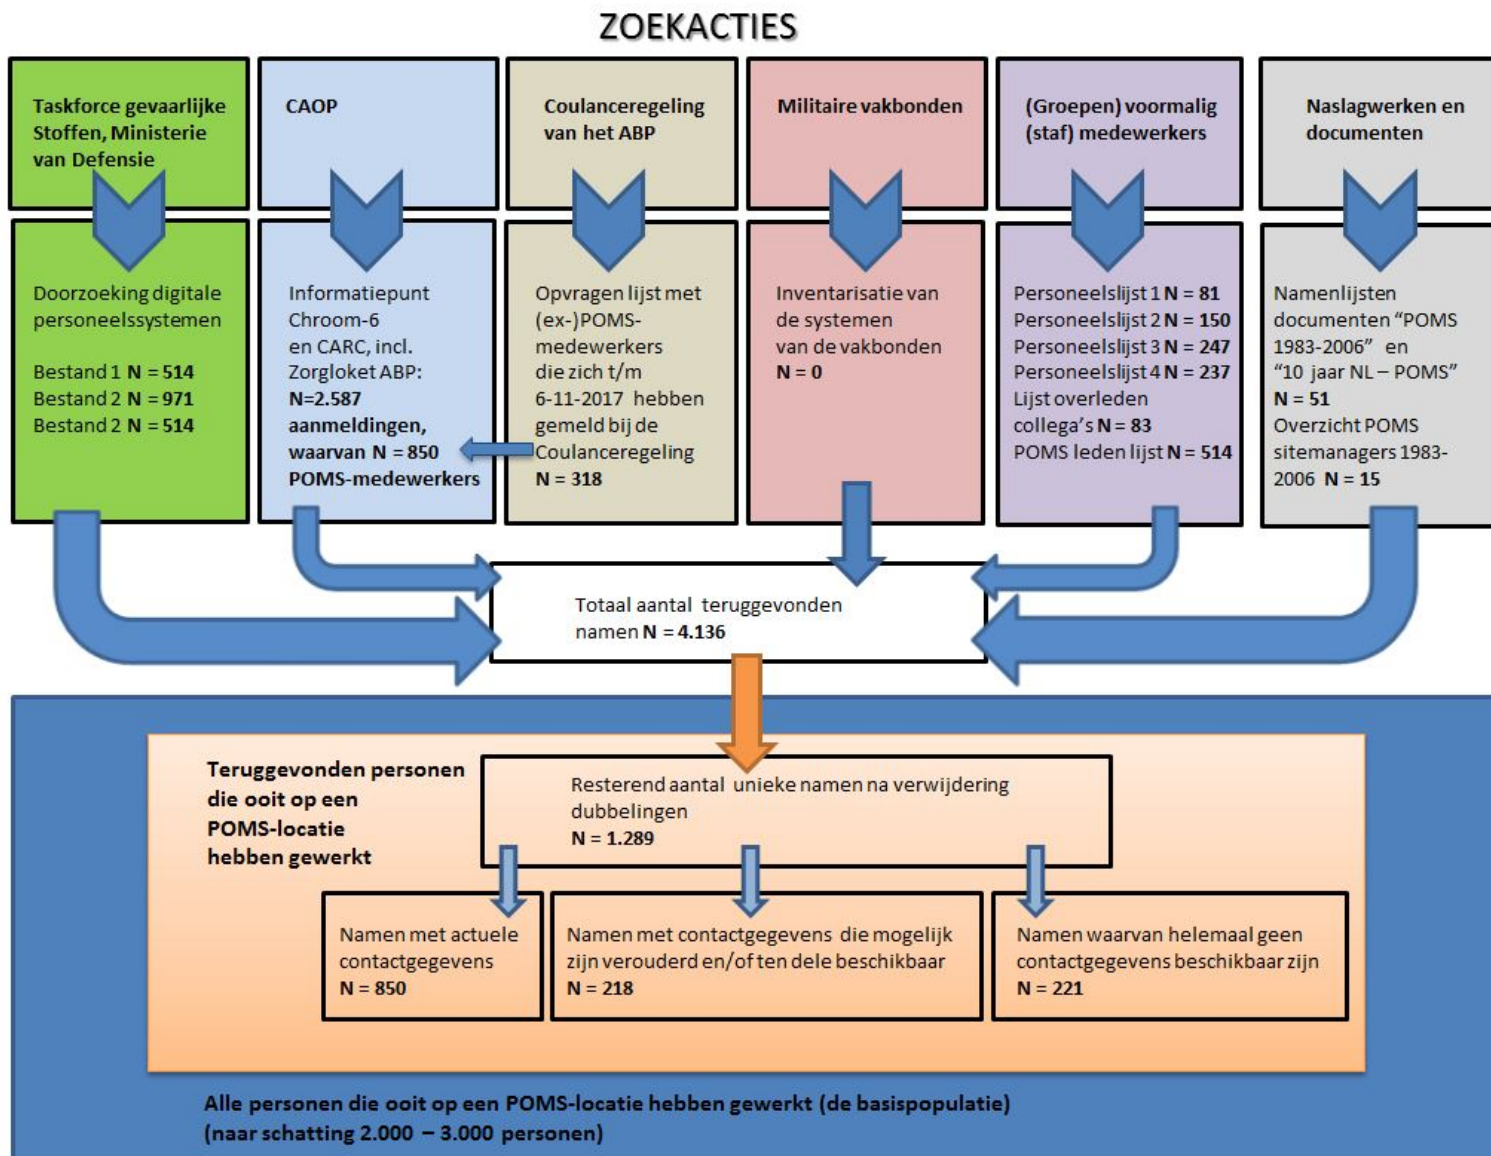 ZOEKACTIES
Taskforce gevaarlijke
Stoffen, Ministerie
van Defensie
CAOP
Coulanceregeling
van het ABP
Militaire vakbonden
(Groepen) voormalig
(staf) medewerkers
Naslagwerken en
documenten
Doorzoeking digitale
personeelssystemen
Bestand 1 N = 514
Bestand 2 N = 971
Bestand 2 N = 514
Informatiepunt
Chroom-6
en CARC, incl.
Zorgloket ABP:
N=2.587
aanmeldingen,
waarvan N = 850
POMS-medewerkers
Opvragen lijst met
(ex-)POMS-
medewerkers
die zich t/m
6-11-2017 hebben
gemeld bij de
Coulanceregeling
N = 318
Inventarisatie van
de systemen
van de vakbonden
N = 0
Personeelslijst 1 N = 81
Personeelslijst 2 N = 150
Personeelslijst 3 N = 247
Personeelslijst 4 N = 237
Lijst overleden
collega's N = 83
POMS leden lijst N = 514
Namenlijsten
documenten “POMS
1983-2006” en
“10 jaar NL – POMS”
N = 51
Overzicht POMS
sitemanagers 1983-
2006 N = 15
Totaal aantal teruggevonden
namen N = 4.136
Teruggevonden personen
die ooit op een
POMS-locatie
hebben gewerkt
Resterend aantal unieke namen na verwijdering
dubbelingen
N = 1.289
Namen met actuele
contactgegevens
N = 850
Namen met contactgegevens die mogelijk
zijn verouderd en/of ten dele beschikbaar
N = 218
Namen waarvan helemaal geen
contactgegevens beschikbaar zijn
N = 221
Alle personen die ooit op een POMS-locatie hebben gewerkt (de basispopulatie)
(naar schatting 2.000 – 3.000 personen)